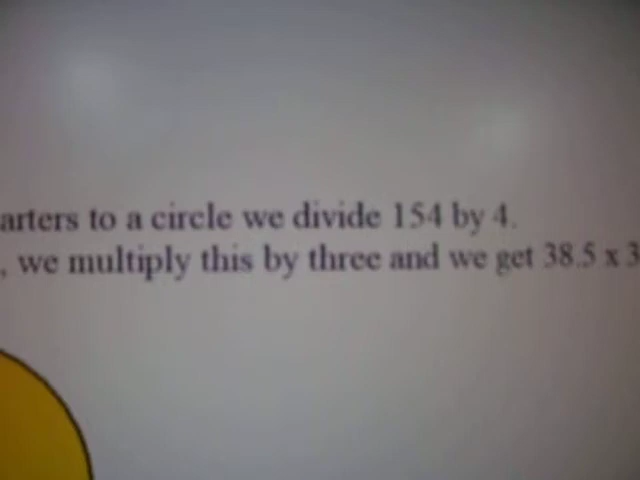 arters to a circle we divide 154 by 4.
, we multiply this by three and we get 38.5 x 3